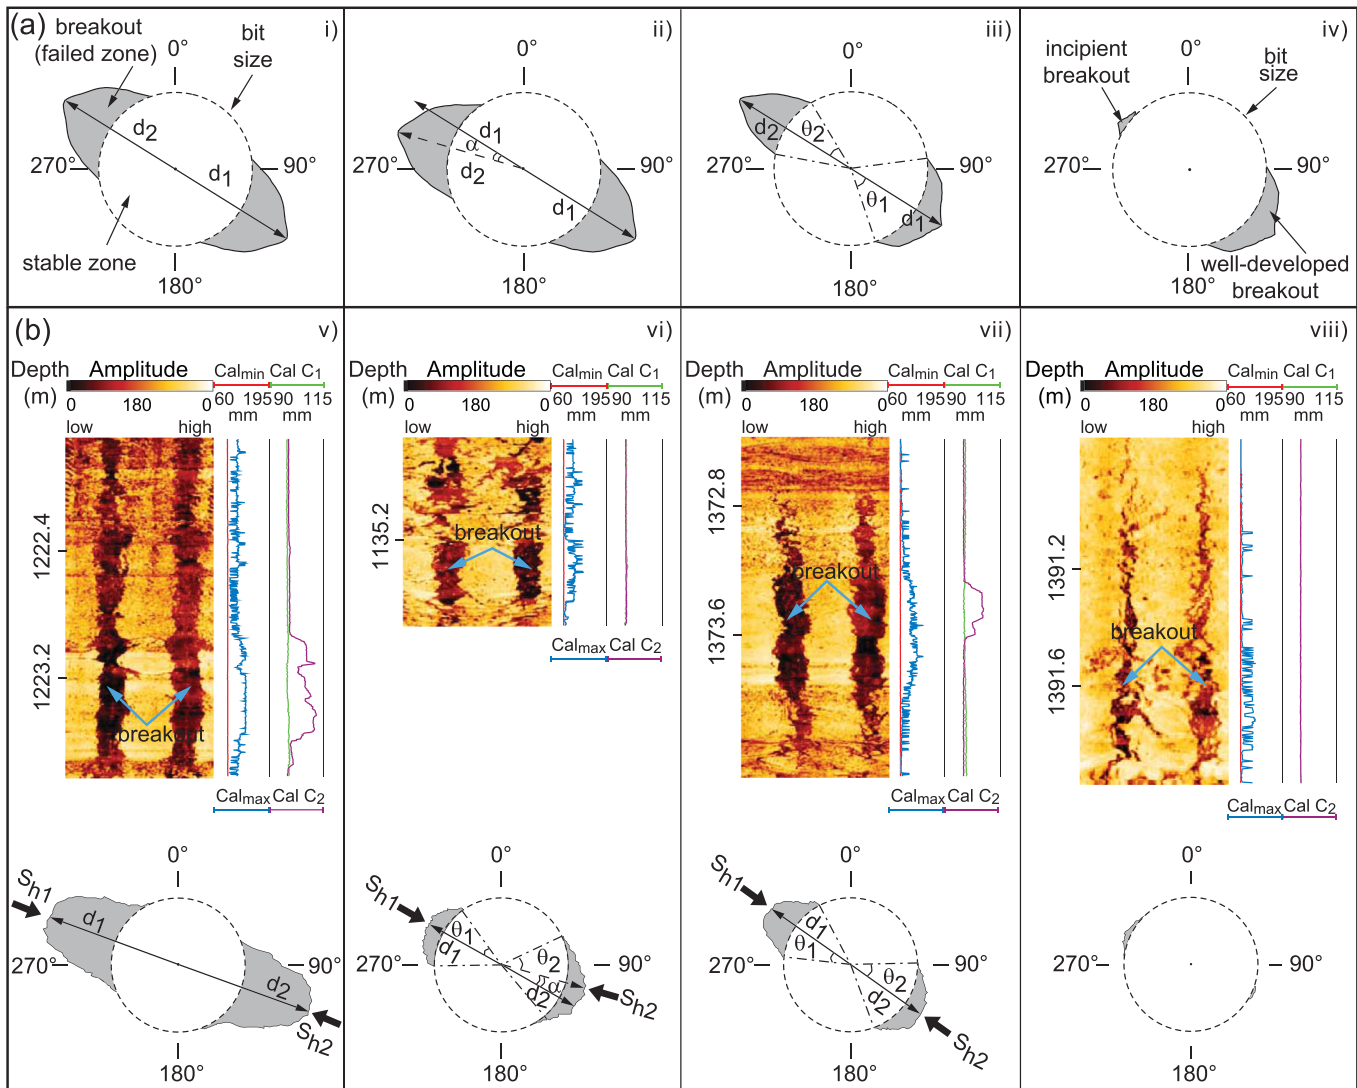 (a)
breakout
(failed zone)
bit
size
i)
0°
d2
d1
270°
90°
stable zone
180°
ii)
0°
d1
α
d2
d1
270°
90°
180°
iii)
0°
d2
θ2
θ1
d1
270°
90°
180°
iv)
incipient
breakout
0°
bit
size
270°
90°
180°
well-developed
breakout
(b)
v)
Depth
(m)
Amplitude
0 180 0
low high
Calmin Cal C1
60 195 90 115
mm mm
1222.4
1223.2
breakout
Calmax Cal C2
0°
Sh1
d1
d2
270°
90°
Sh2
180°
vi)
Depth
(m)
Amplitude
0 180 0
low high
Calmin Cal C1
60 195 90 115
mm mm
1135.2
breakout
Calmax Cal C2
0°
Sh1
θ1
d1
θ2
α
d2
270°
90°
Sh2
180°
vii)
Depth
(m)
Amplitude
0 180 0
low high
Calmin Cal C1
60 195 90 115
mm mm
1372.8
1373.6
breakout
Calmax Cal C2
0°
Sh1
d1
θ1
θ2
d2
270°
90°
Sh2
180°
viii)
Depth
(m)
Amplitude
0 180 0
low high
Calmin Cal C1
60 195 90 115
mm mm
1391.2
1391.6
breakout
Calmax Cal C2
0°
270°
90°
180°